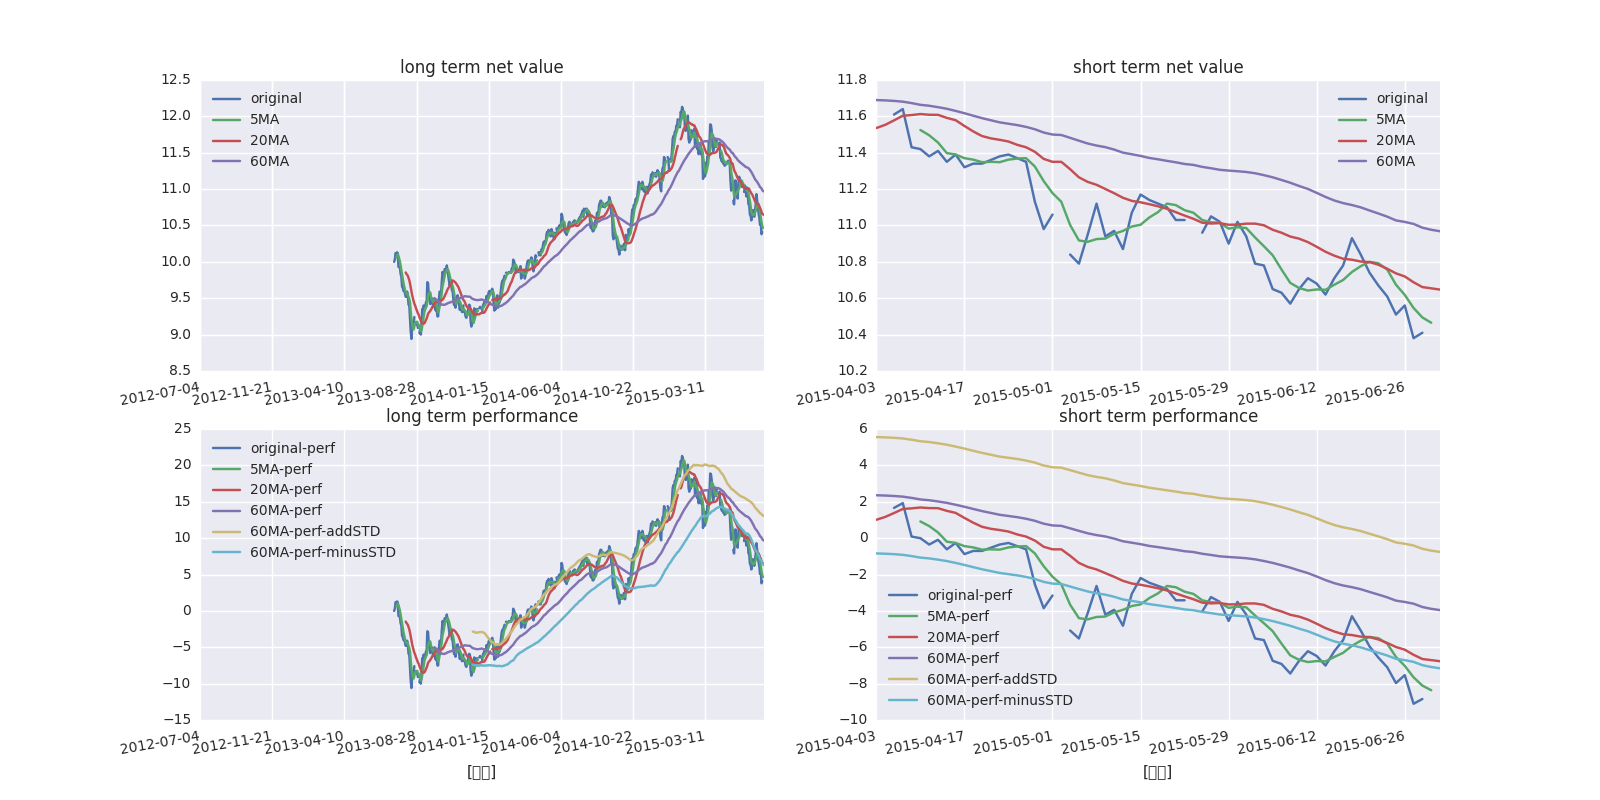 long term net value
12.5
12.0
11.5
11.0
10.5
10.0
9.5
9.0
8.5
original
5MA
20MA
60MA
2012-07-04 2012-11-21 2013-04-10 2013-08-28 2014-01-15 2014-06-04 2014-10-22 2015-03-11
short term net value
11.8
11.6
11.4
11.2
11.0
10.8
10.6
10.4
10.2
original
5MA
20MA
60MA
2015-04-03 2015-04-17 2015-05-01 2015-05-15 2015-05-29 2015-06-12 2015-06-26
long term performance
25
20
15
10
5
0
−5
−10
−15
original-perf
5MA-perf
20MA-perf
60MA-perf
60MA-perf-addSTD
60MA-perf-minusSTD
2012-07-04 2012-11-21 2013-04-10 2013-08-28 2014-01-15 2014-06-04 2014-10-22 2015-03-11
short term performance
6
4
2
0
−2
−4
−6
−8
−10
original-perf
5MA-perf
20MA-perf
60MA-perf
60MA-perf-addSTD
60MA-perf-minusSTD
2015-04-03 2015-04-17 2015-05-01 2015-05-15 2015-05-29 2015-06-12 2015-06-26